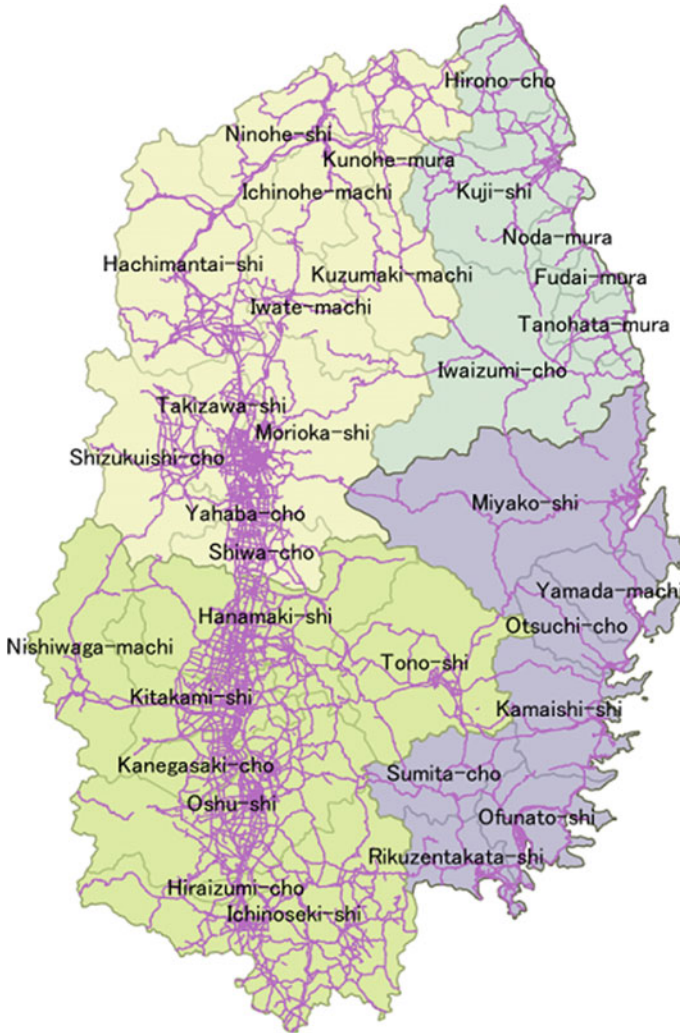 Hirono-cho
Ninohe-shi
Kunohe-mura
Ichinohe-machi
Kuji-shi
Noda-mura
Hachimantai-shi
Kuzumaki-machi
Fudai-mura
Iwate-machi
Tanohata-mura
Iwaizumi-cho
Takizawa-shi
Morioka-shi
Shizukuishi-cho
Miyako-shi
Yahaba-cho
Shiwa-cho
Yamada-machi
Hanamaki-shi
Otsuchi-cho
Nishiwaga-machi
Tono-shi
Kitakami-shi
Kamaishi-shi
Kanegasaki-cho
Sumita-cho
Oshu-shi
Ofunato-shi
Rikuzentakata-shi
Hiraizumi-cho
Ichinoseki-shi